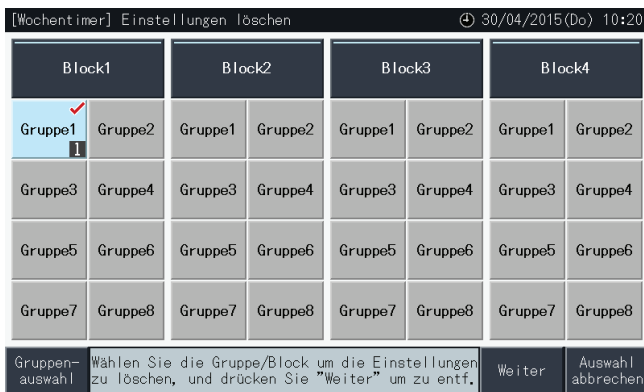 [Wochentimer] Einstellungen löschen 30/04/2015(Do) 10:20
Block1 Block2 Block3 Block4
Gruppe1 Gruppe2 Gruppe1 Gruppe2 Gruppe1 Gruppe2 Gruppe1 Gruppe2
1
Gruppe3 Gruppe4 Gruppe3 Gruppe4 Gruppe3 Gruppe4 Gruppe3 Gruppe4
Gruppe5 Gruppe6 Gruppe5 Gruppe6 Gruppe5 Gruppe6 Gruppe5 Gruppe6
Gruppe7 Gruppe8 Gruppe7 Gruppe8 Gruppe7 Gruppe8 Gruppe7 Gruppe8
Gruppen-
auswahl
Wählen Sie die Gruppe/Block um die Einstellungen
zu löschen, und drücken Sie "Weiter" um zu entf.
Weiter
Auswahl
abbrechen